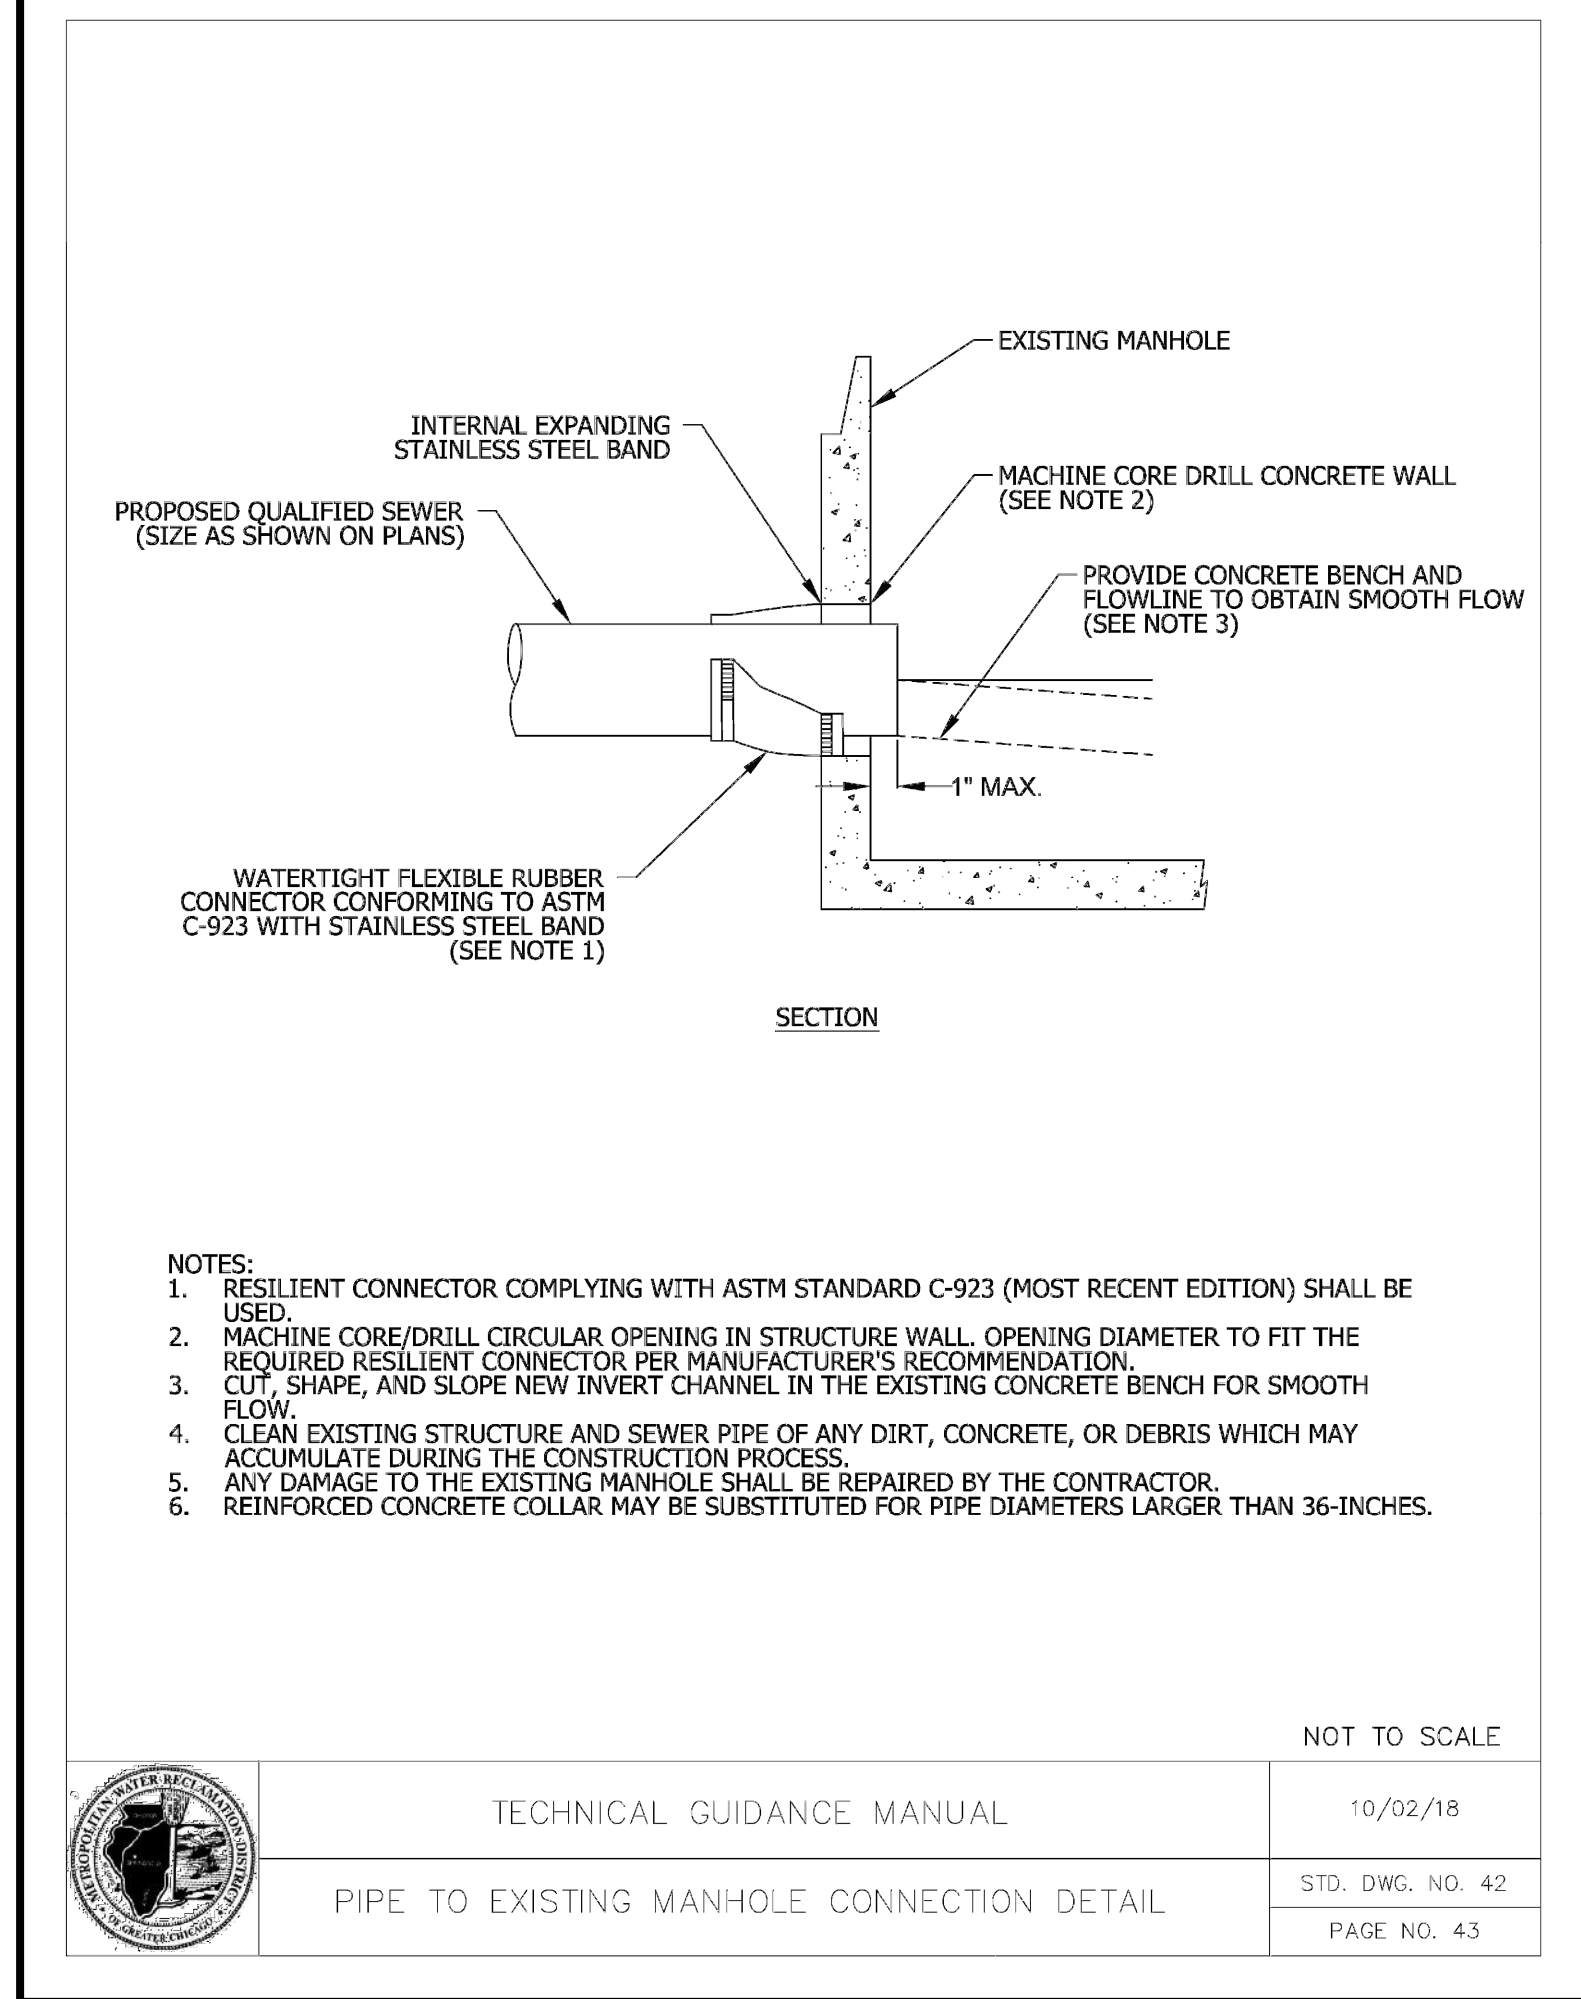 EXISTING MANHOLE
INTERNAL EXPANDING
STAINLESS STEEL BAND
MACHINE CORE DRILL CONCRETE WALL
(SEE NOTE 2)
PROPOSED QUALIFIED SEWER
(SIZE AS SHOWN ON PLANS)
PROVIDE CONCRETE BENCH AND
FLOWLINE TO OBTAIN SMOOTH FLOW
(SEE NOTE 3)
1" MAX.
WATERTIGHT FLEXIBLE RUBBER
CONNECTOR CONFORMING TO ASTM
C-923 WITH STAINLESS STEEL BAND
(SEE NOTE 1)
SECTION
NOTES:
1. RESILIENT CONNECTOR COMPLYING WITH ASTM STANDARD C-923 (MOST RECENT EDITION) SHALL BE
USED.
2. MACHINE CORE/DRILL CIRCULAR OPENING IN STRUCTURE WALL. OPENING DIAMETER TO FIT THE
REQUIRED RESILIENT CONNECTOR PER MANUFACTURER'S RECOMMENDATION.
3. CUT, SHAPE, AND SLOPE NEW INVERT CHANNEL IN THE EXISTING CONCRETE BENCH FOR SMOOTH
FLOW.
4. CLEAN EXISTING STRUCTURE AND SEWER PIPE OF ANY DIRT, CONCRETE, OR DEBRIS WHICH MAY
ACCUMULATE DURING THE CONSTRUCTION PROCESS.
5. ANY DAMAGE TO THE EXISTING MANHOLE SHALL BE REPAIRED BY THE CONTRACTOR.
6. REINFORCED CONCRETE COLLAR MAY BE SUBSTITUTED FOR PIPE DIAMETERS LARGER THAN 36-INCHES.
NOT TO SCALE
METROPOLITAN WATER RECLAMATION DISTRICT
OF GREATER CHICAGO
TECHNICAL GUIDANCE MANUAL
10/02/18
PIPE TO EXISTING MANHOLE CONNECTION DETAIL
STD. DWG. NO. 42
PAGE NO. 43